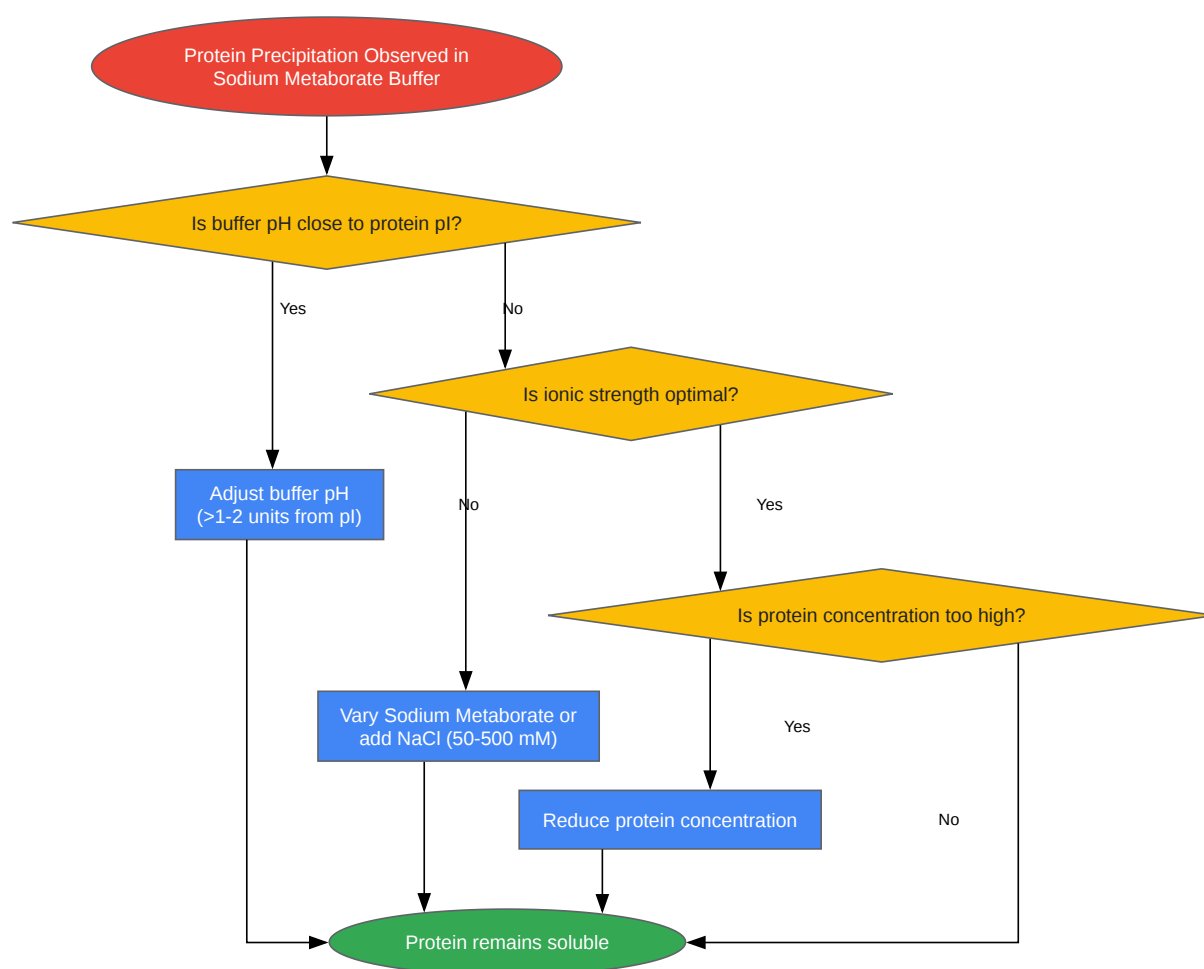 Protein Precipitation Observed in
Sodium Metaborate Buffer
Is buffer pH close to protein pI?
Yes
No
Is ionic strength optimal?
Adjust buffer pH
(>1-2 units from pI)
No
Yes
Is protein concentration too high?
Vary Sodium Metaborate or
add NaCl (50-500 mM)
Yes
Reduce protein concentration
No
Protein remains soluble